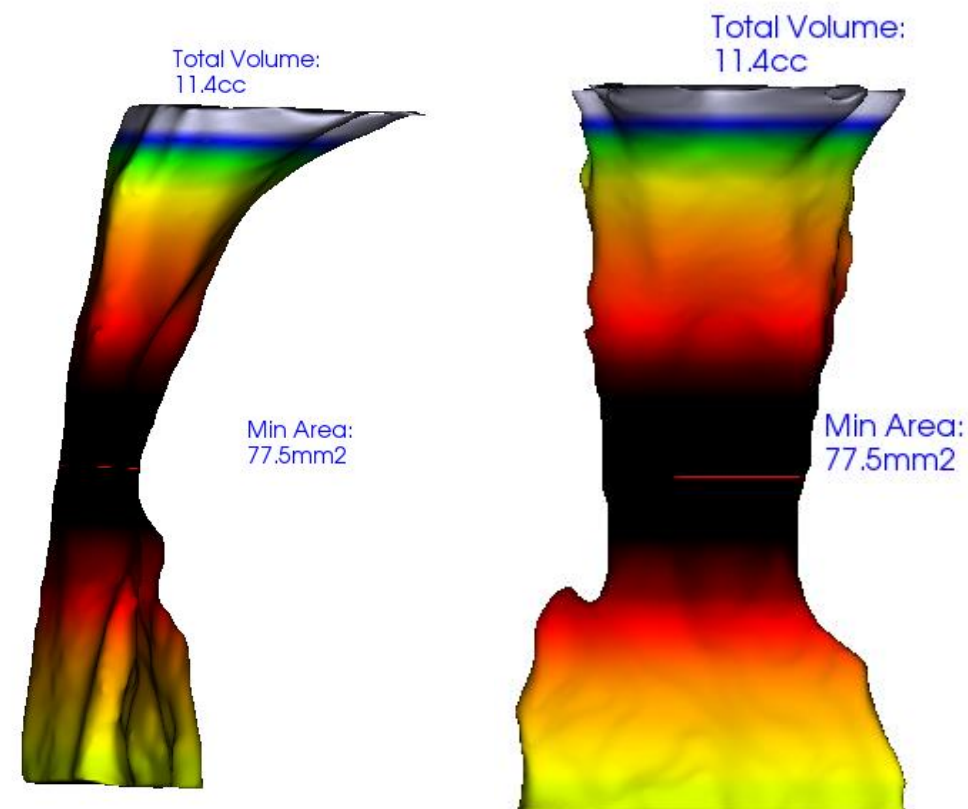 Total Volume:
11.4cc
Total Volume:
11.4cc
Min Area:
77.5mm2
Min Area:
77.5mm2